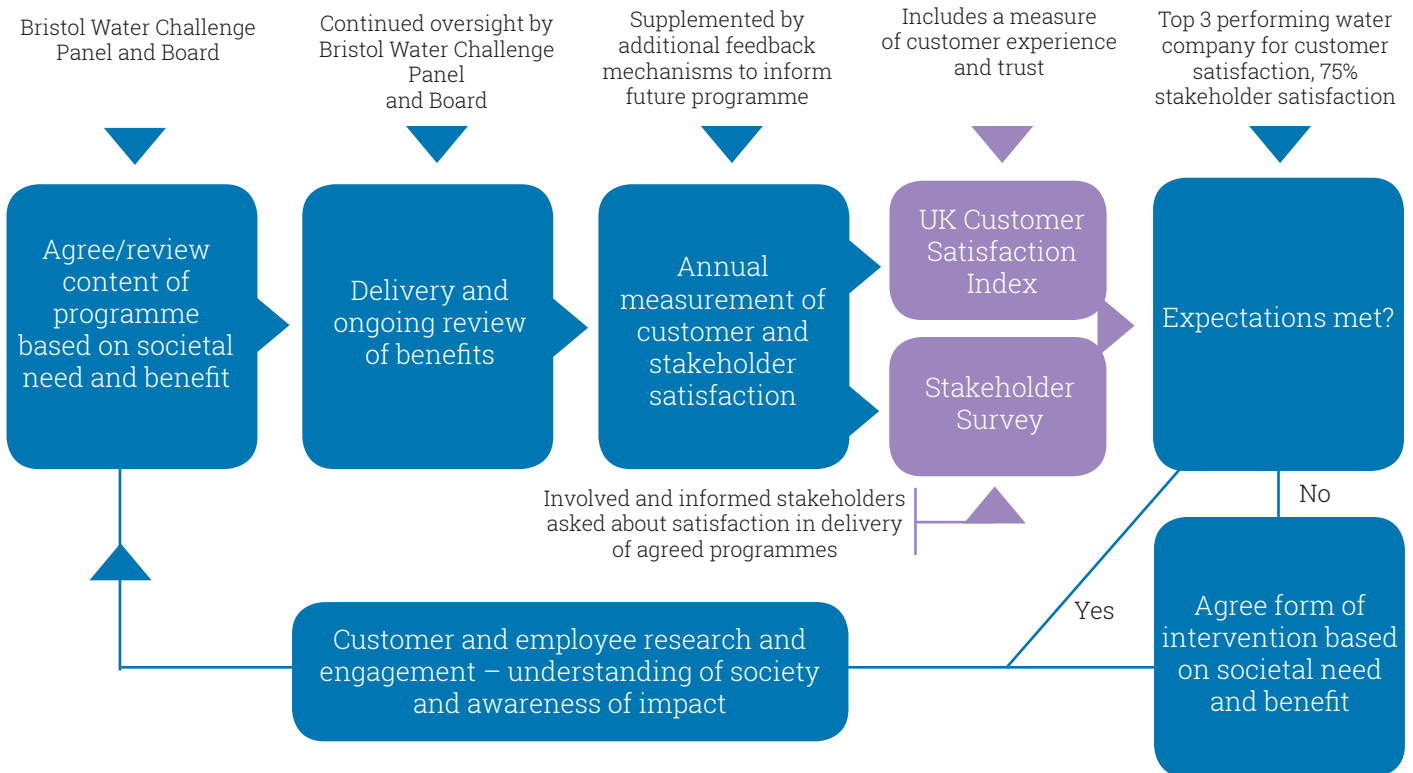 Bristol Water Challenge
Panel and Board
Continued oversight by
Bristol Water Challenge
Panel
and Board
Supplemented by
additional feedback
mechanisms to inform
future programme
Includes a measure
of customer experience
and trust
Top 3 performing water
company for customer
satisfaction, 75%
stakeholder satisfaction
Agree/review
content of
programme
based on societal
need and benefit
Delivery and
ongoing review
of benefits
Annual
measurement of
customer and
stakeholder
satisfaction
UK Customer
Satisfaction
Index
Stakeholder
Survey
Expectations met?
Involved and informed stakeholders
asked about satisfaction in delivery
of agreed programmes
No
Yes
Agree form of
intervention based
on societal need
and benefit
Customer and employee research and
engagement – understanding of society
and awareness of impact